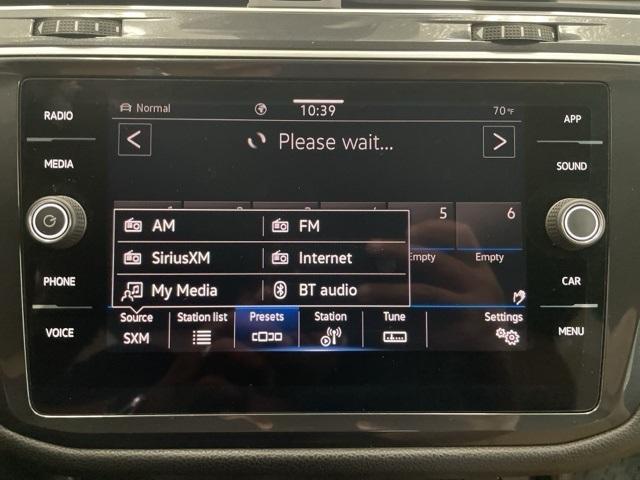 Normal 10:39 70°F
RADIO
MEDIA
PHONE
VOICE
< Please wait... >
5 6
Empty Empty
AM FM
SiriusXM Internet
My Media BT audio
Source Station list Presets Station Tune Settings
SXM
APP
SOUND
CAR
MENU